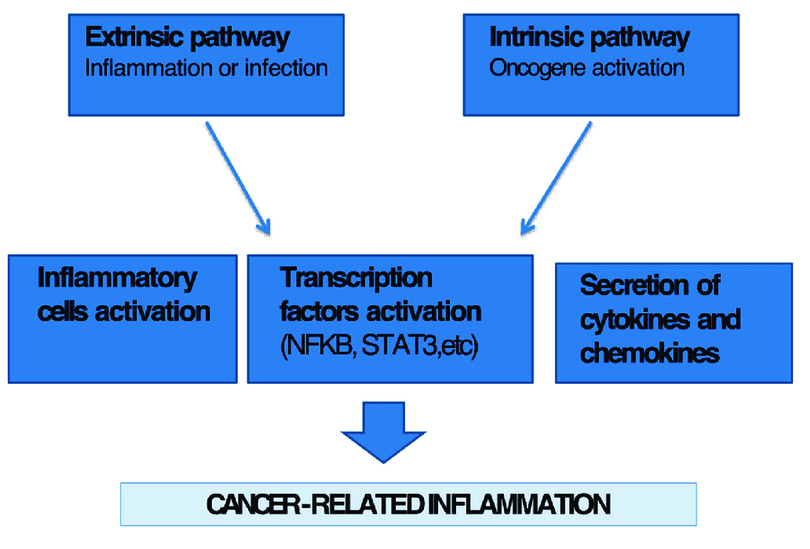 Extrinsic pathway
Inflammation or infection
Intrinsic pathway
Oncogene activation
Inflammatory
cells activation
Transcription
factors activation
(NFKB, STAT3,etc)
Secretion of
cytokines and
chemokines
CANCER-RELATED INFLAMMATION